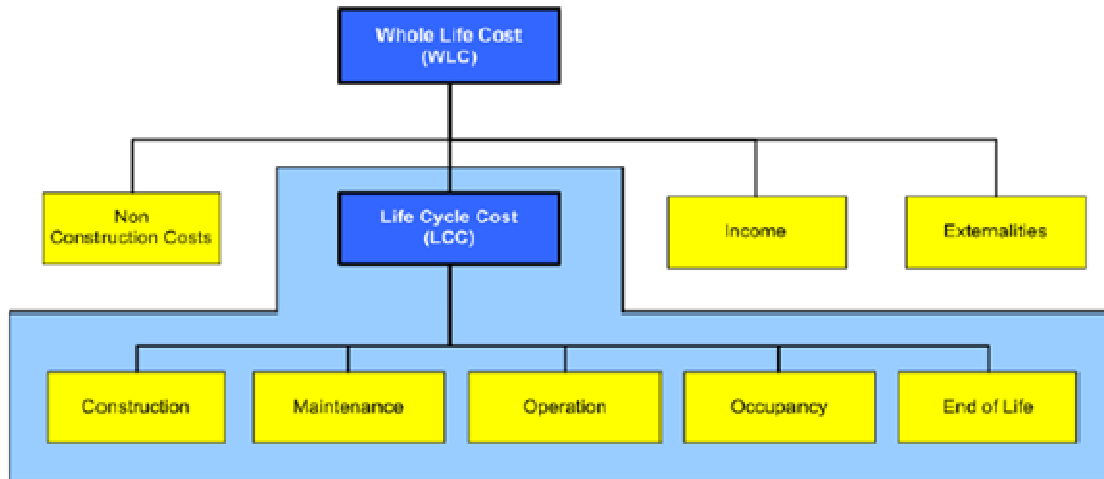 Whole Life Cost
(WLC)
Non
Construction Costs
Life Cycle Cost
(LCC)
Income
Externalities
Construction
Maintenance
Operation
Occupancy
End of Life